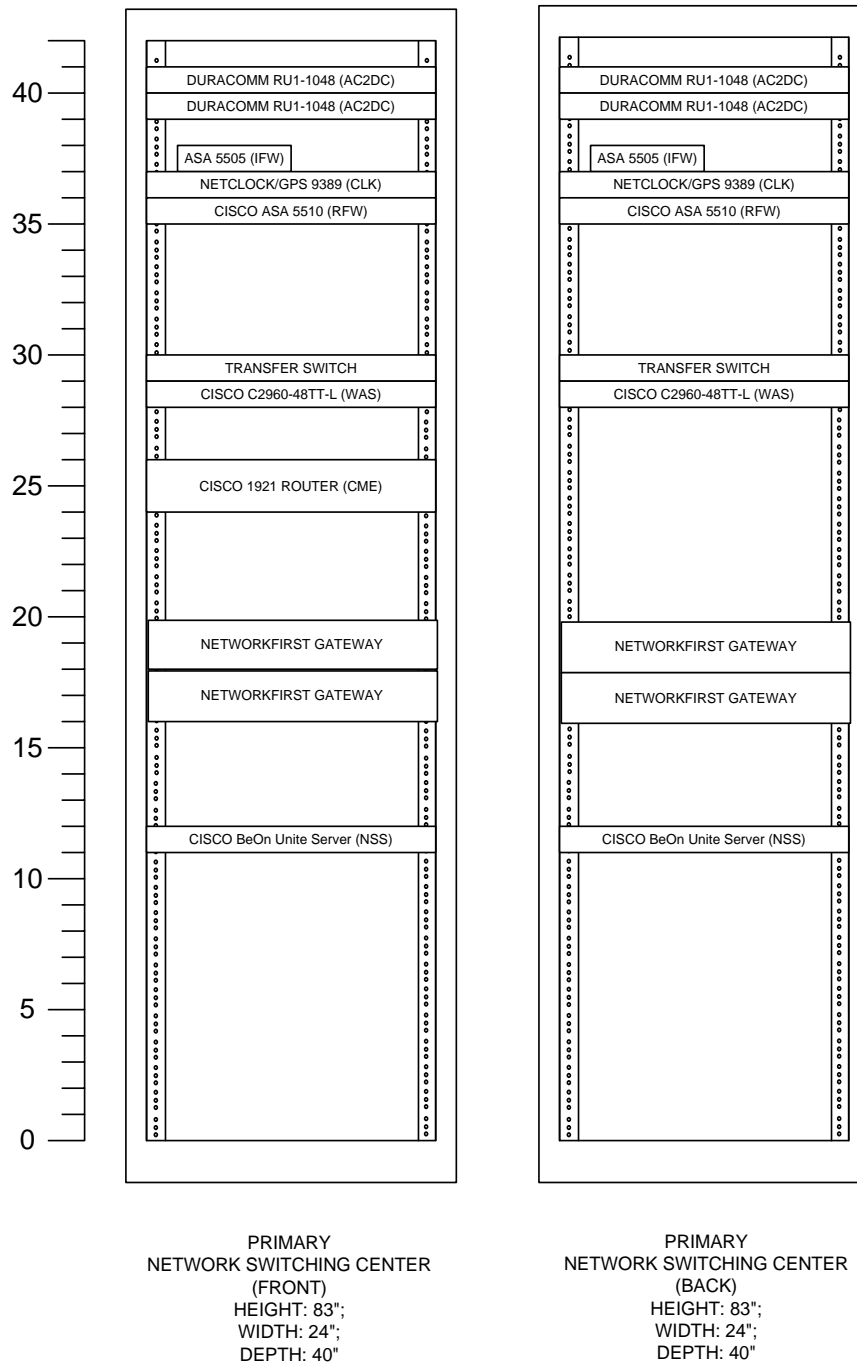 40
35
30
25
20
15
10
5
0
DURACOMM RU1-1048 (AC2DC)
DURACOMM RU1-1048 (AC2DC)
ASA 5505 (IFW)
NETCLOCK/GPS 9389 (CLK)
CISCO ASA 5510 (RFW)
TRANSFER SWITCH
CISCO C2960-48TT-L (WAS)
CISCO 1921 ROUTER (CME)
NETWORKFIRST GATEWAY
NETWORKFIRST GATEWAY
CISCO BeOn Unite Server (NSS)
PRIMARY
NETWORK SWITCHING CENTER
(FRONT)
HEIGHT: 83";
WIDTH: 24";
DEPTH: 40"
DURACOMM RU1-1048 (AC2DC)
DURACOMM RU1-1048 (AC2DC)
ASA 5505 (IFW)
NETCLOCK/GPS 9389 (CLK)
CISCO ASA 5510 (RFW)
TRANSFER SWITCH
CISCO C2960-48TT-L (WAS)
NETWORKFIRST GATEWAY
NETWORKFIRST GATEWAY
CISCO BeOn Unite Server (NSS)
PRIMARY
NETWORK SWITCHING CENTER
(BACK)
HEIGHT: 83";
WIDTH: 24";
DEPTH: 40"